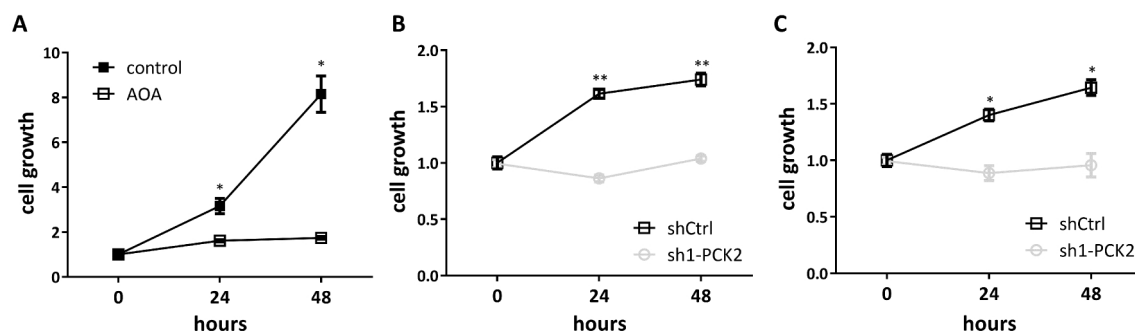 A
cell growth
10
8
6
4
2
0
0 24 48
hours
control
AOA
*
*
B
cell growth
2.0
1.5
1.0
0.5
0.0
0 24 48
hours
**
**
shCtrl
sh1-PCK2
C
cell growth
2.0
1.5
1.0
0.5
0.0
0 24 48
hours
*
*
shCtrl
sh1-PCK2